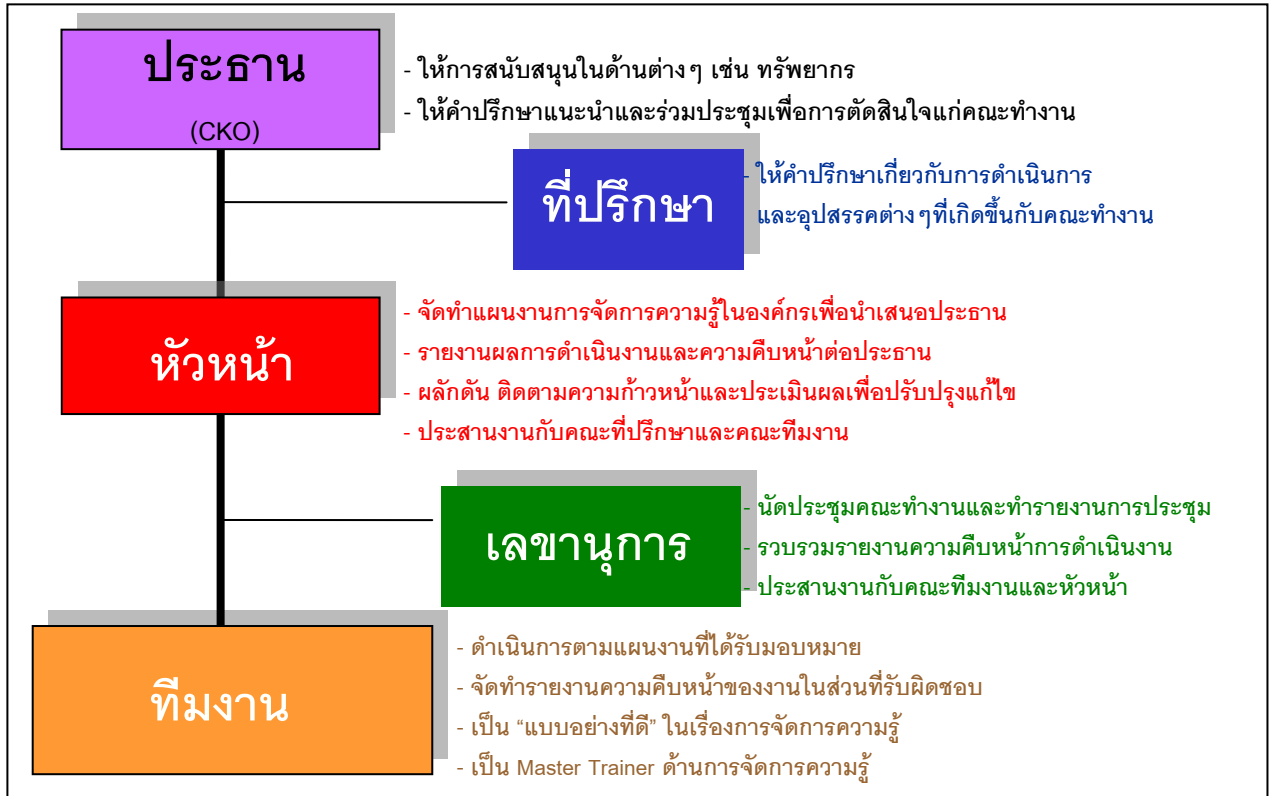 ประธาน
(CKO)
- ให้การสนับสนุนในด้านต่างๆ เช่น ทรัพยากร
- ให้คำปรึกษาแนะนำและร่วมประชุมเพื่อการตัดสินใจแก่คณะทำงาน
ที่ปรึกษา
- ให้คำปรึกษาเกี่ยวกับการดำเนินการ
และอุปสรรคต่างๆที่เกิดขึ้นกับคณะทำงาน
หัวหน้า
- จัดทำแผนงานการจัดการความรู้ในองค์กรเพื่อนำเสนอประธาน
- รายงานผลการดำเนินงานและความคืบหน้าต่อประธาน
- ผลักดัน ติดตามความก้าวหน้าและประเมินผลเพื่อปรับปรุงแก้ไข
- ประสานงานกับคณะที่ปรึกษาและคณะทีมงาน
เลขานุการ
- นัดประชุมคณะทำงานและทำรายงานการประชุม
- รวบรวมรายงานความคืบหน้าการดำเนินงาน
- ประสานงานกับคณะทีมงานและหัวหน้า
ทีมงาน
- ดำเนินการตามแผนงานที่ได้รับมอบหมาย
- จัดทำรายงานความคืบหน้าของงานในส่วนที่รับผิดชอบ
- เป็น “แบบอย่างที่ดี” ในเรื่องการจัดการความรู้
- เป็น Master Trainer ด้านการจัดการความรู้